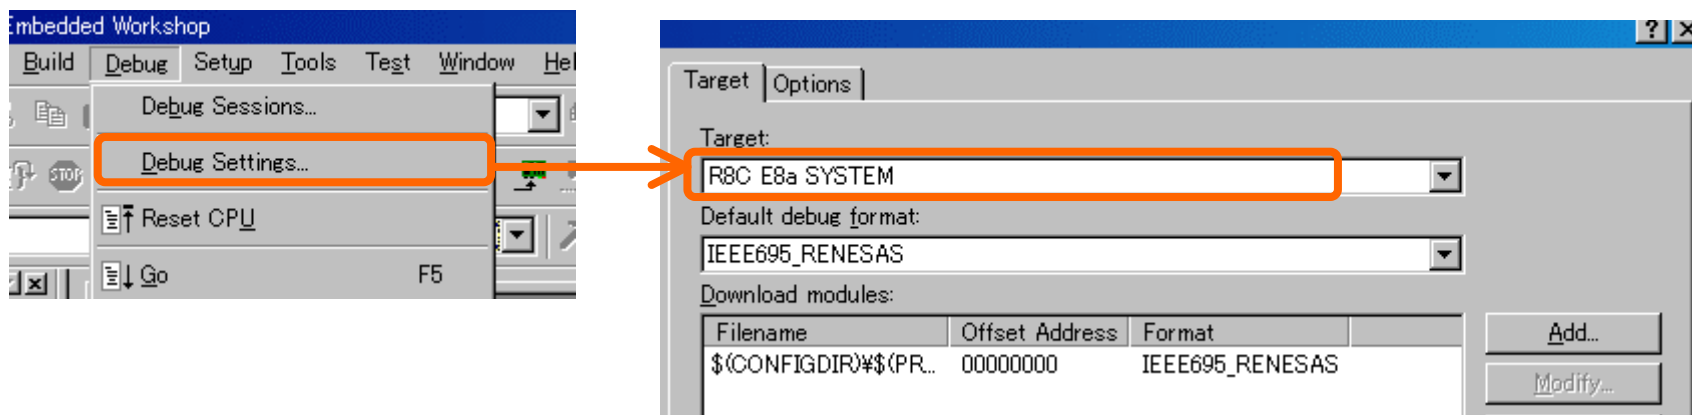 Embedded Workshop
Build Debug Setup Tools Test Window Hel
Debug Sessions...
STOP
Debug Settings...
Reset CPU
Go F5
Target Options
Target:
R8C E8a SYSTEM
Default debug format:
IEEE695_RENESAS
Download modules:
Filename Offset Address Format
$(CONFIGDIR)¥$(PR... 00000000 IEEE695_RENESAS
Add...
Modify...